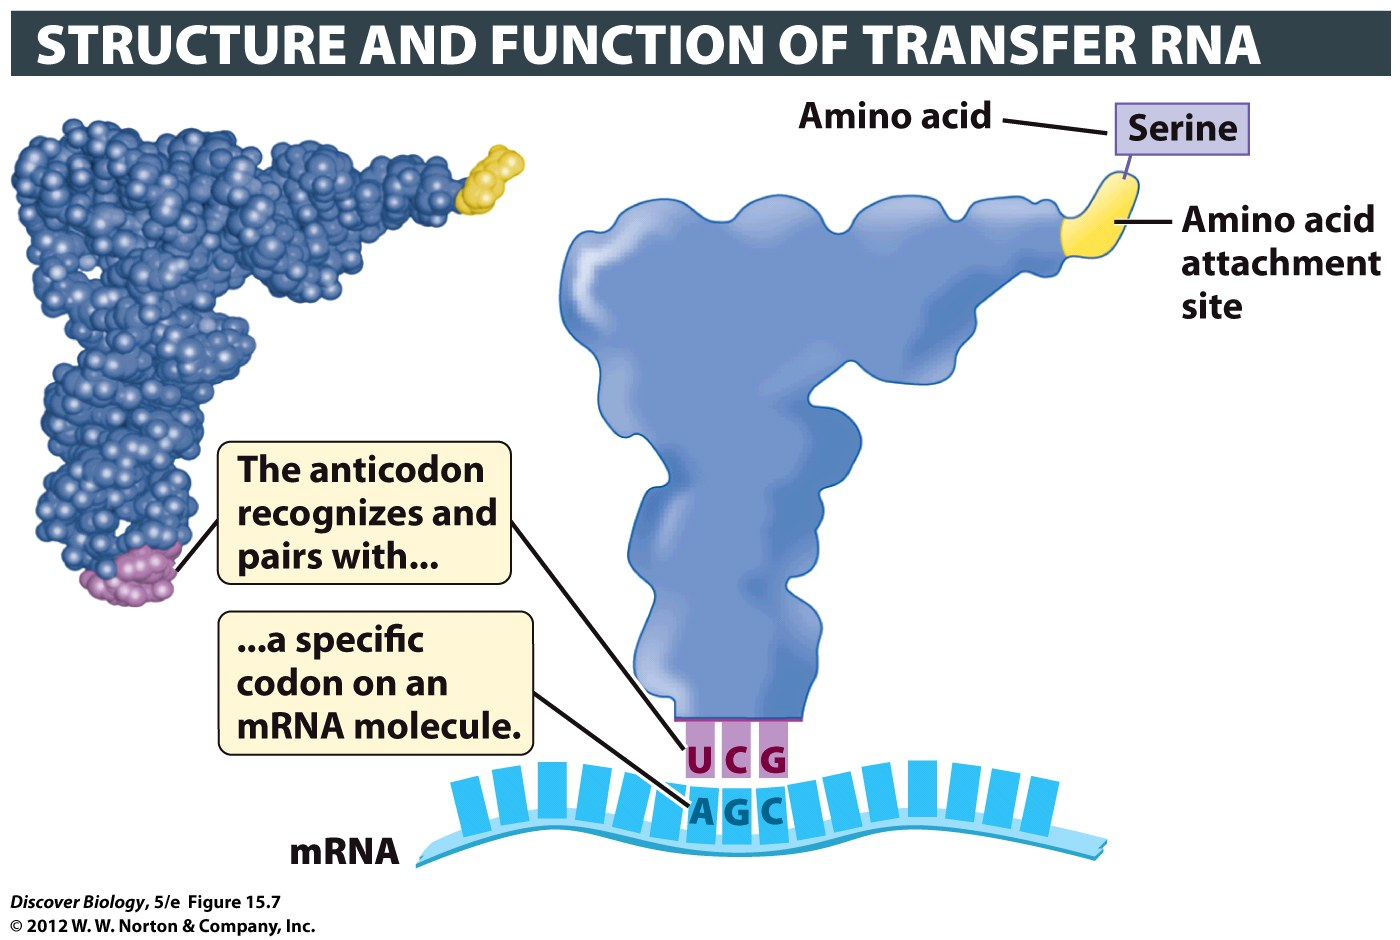 STRUCTURE AND FUNCTION OF TRANSFER RNA
Amino acid
Serine
Amino acid
attachment
site
The anticodon
recognizes and
pairs with...
...a specific
codon on an
mRNA molecule.
U C G
A G C
mRNA
Discover Biology, 5/e Figure 15.7
© 2012 W. W. Norton & Company, Inc.